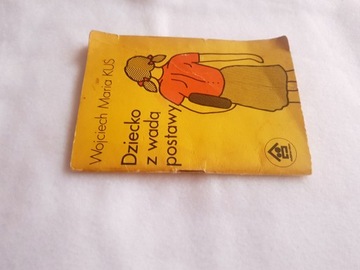 Wojciech Maria KUŚ
Dziecko
z wadą
postawy